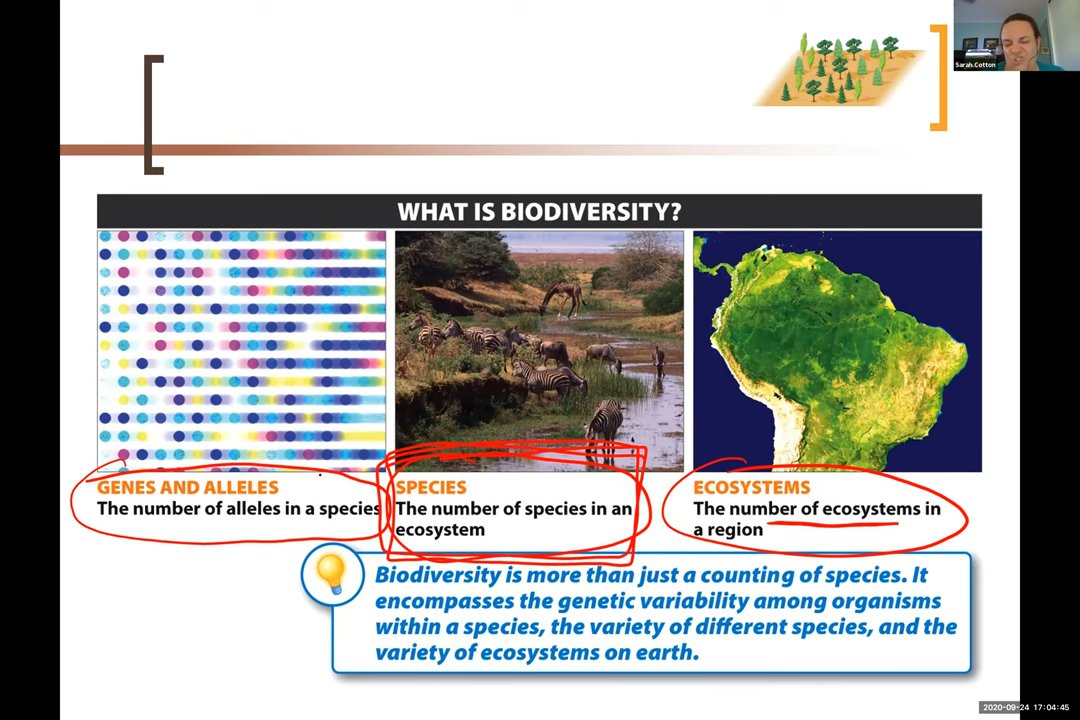 Sarah Cotton
WHAT IS BIODIVERSITY?
GENES AND ALLELES
The number of alleles in a species
SPECIES
The number of species in an
ecosystem
ECOSYSTEMS
The number of ecosystems in
a region
Biodiversity is more than just a counting of species. It
encompasses the genetic variability among organisms
within a species, the variety of different species, and the
variety of ecosystems on earth.
2020-09-24 17:04:45